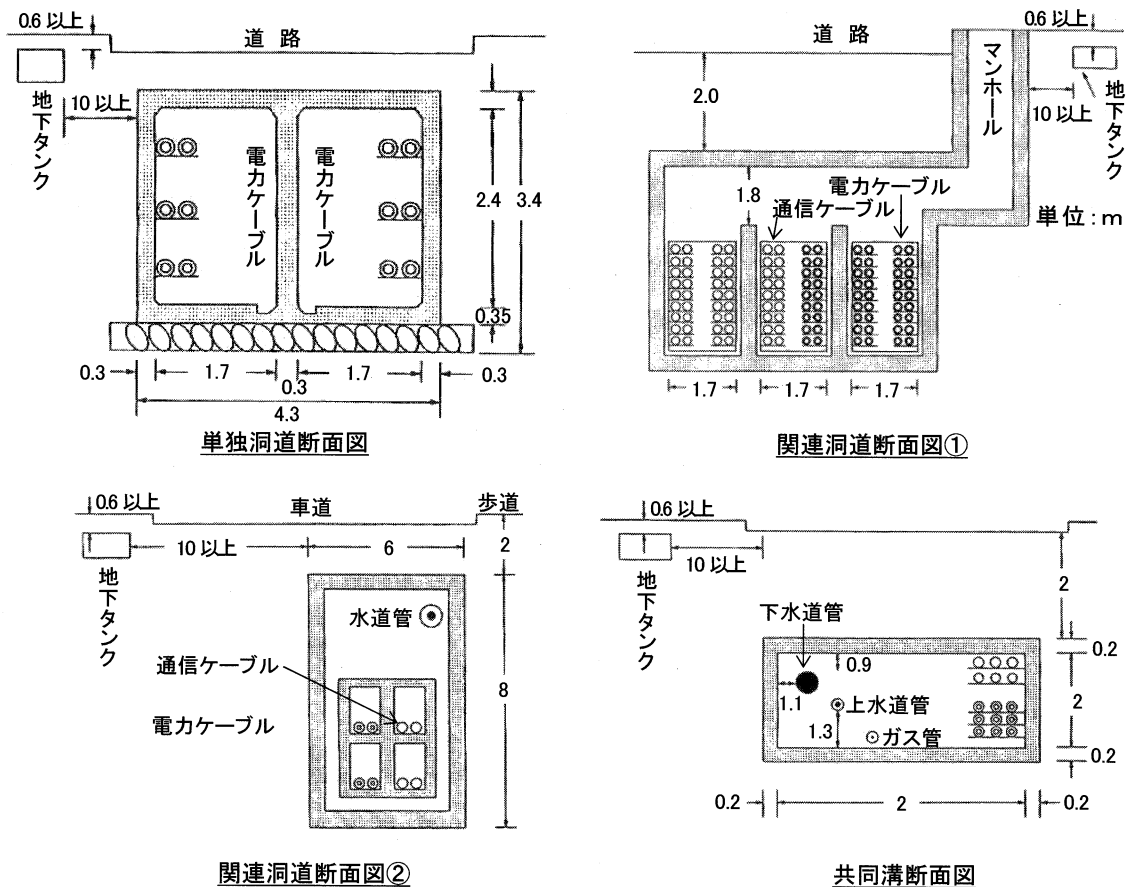 0.6 以上
道 路
地下タンク
10 以上
電力ケーブル
電力ケーブル
2.4
3.4
0.35
0.3
1.7
0.3
1.7
0.3
4.3
単独洞道断面図
0.6 以上
道 路
マンホール
2.0
10 以上
地下タンク
1.8
電力ケーブル
通信ケーブル
単位：m
1.7
1.7
1.7
関連洞道断面図①
0.6 以上
車道
歩道
10 以上
6
2
地下タンク
水道管
通信ケーブル
電力ケーブル
8
関連洞道断面図②
0.6 以上
10 以上
地下タンク
2
下水道管
0.2
0.9
1.1
上水道管
2
1.3
ガス管
0.2
0.2
2
0.2
共同溝断面図